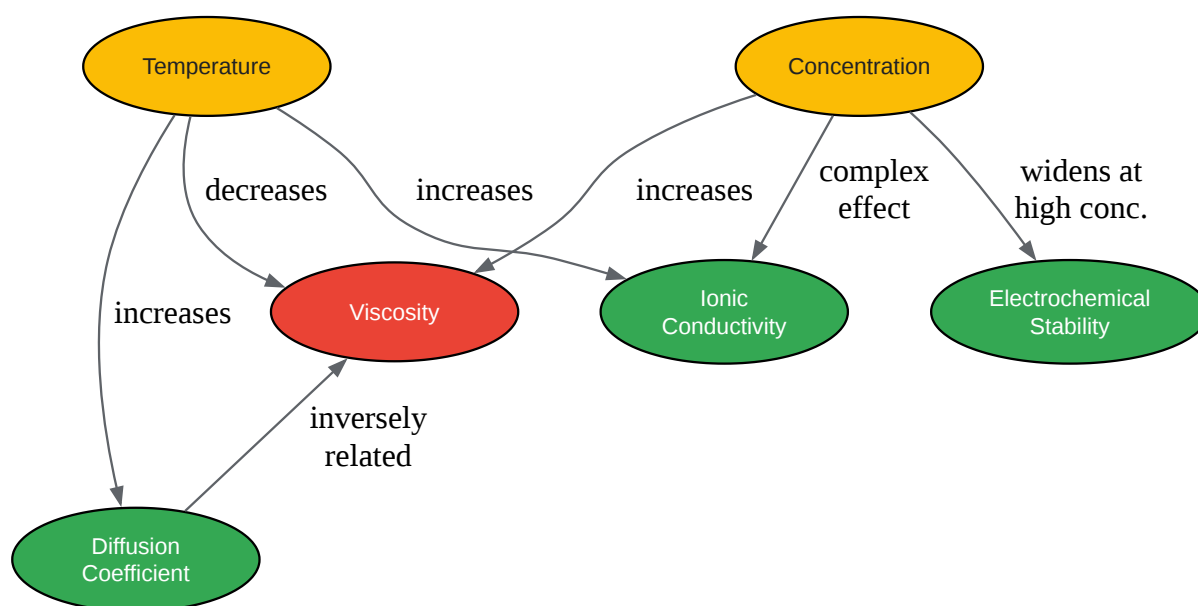 Temperature
Concentration
decreases
increases
increases
complex
effect
widens at
high conc.
increases
Viscosity
Ionic
Conductivity
Electrochemical
Stability
inversely
related
Diffusion
Coefficient